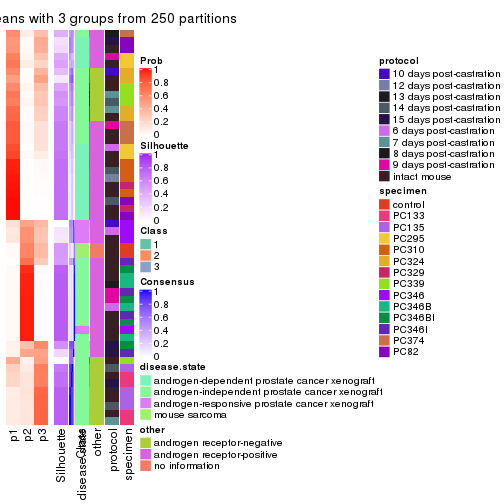 eans with 3 groups from 250 partitions
Prob
1
0.8
0.6
0.4
0.2
0
Silhouette
1
0.8
0.6
0.4
0.2
0
Class
1
2
3
Consensus
1
0.8
0.6
0.4
0.2
0
disease.state
androgen-dependent prostate cancer xenograft
androgen-independent prostate cancer xenograft
androgen-responsive prostate cancer xenograft
mouse sarcoma
other
androgen receptor-negative
androgen receptor-positive
no information
protocol
10 days post-castration
12 days post-castration
13 days post-castration
14 days post-castration
15 days post-castration
6 days post-castration
7 days post-castration
8 days post-castration
9 days post-castration
intact mouse
specimen
control
PC133
PC135
PC295
PC310
PC324
PC329
PC339
PC346
PC346B
PC346BI
PC346I
PC374
PC82
p1
p2
p3
Silhouette
disease.state
other
protocol
specimen